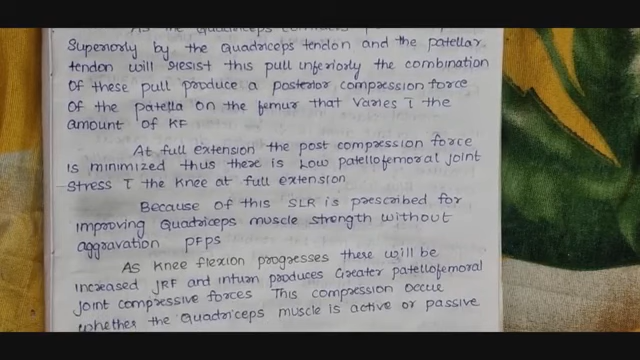 As the Quadriceps contracts
Superiorly by the Quadriceps tendon and the patellar
tendon will resist this pull inferiorly the combination
of these pull produce a posterior compression force
of the patella on the femur that varies T the
amount of KF
At full extension the post compression force
is minimized thus there is Low patellofemoral joint
stress T the Knee at full extension
Because of this SLR is prescribed for
improving Quadriceps muscle strength without
aggravation PFPS
As Knee flexion progresses there will be
increased JRF and inturn produces Greater patellofemoral
Joint compressive forces This compression occur
whether the Quadriceps muscle is active or passive